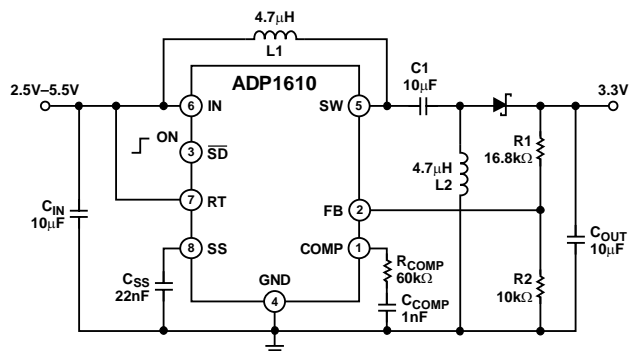 4.7µH
L1
ADP1610
C1
10µF
2.5V–5.5V
3.3V
6
IN
SW
5
ON
3
SD
R1
16.8kΩ
4.7µH
L2
7
RT
FB
2
CIN
10µF
8
SS
COMP
1
COUT
10µF
CSS
22nF
RCOMP
60kΩ
R2
10kΩ
GND
4
CCOMP
1nF